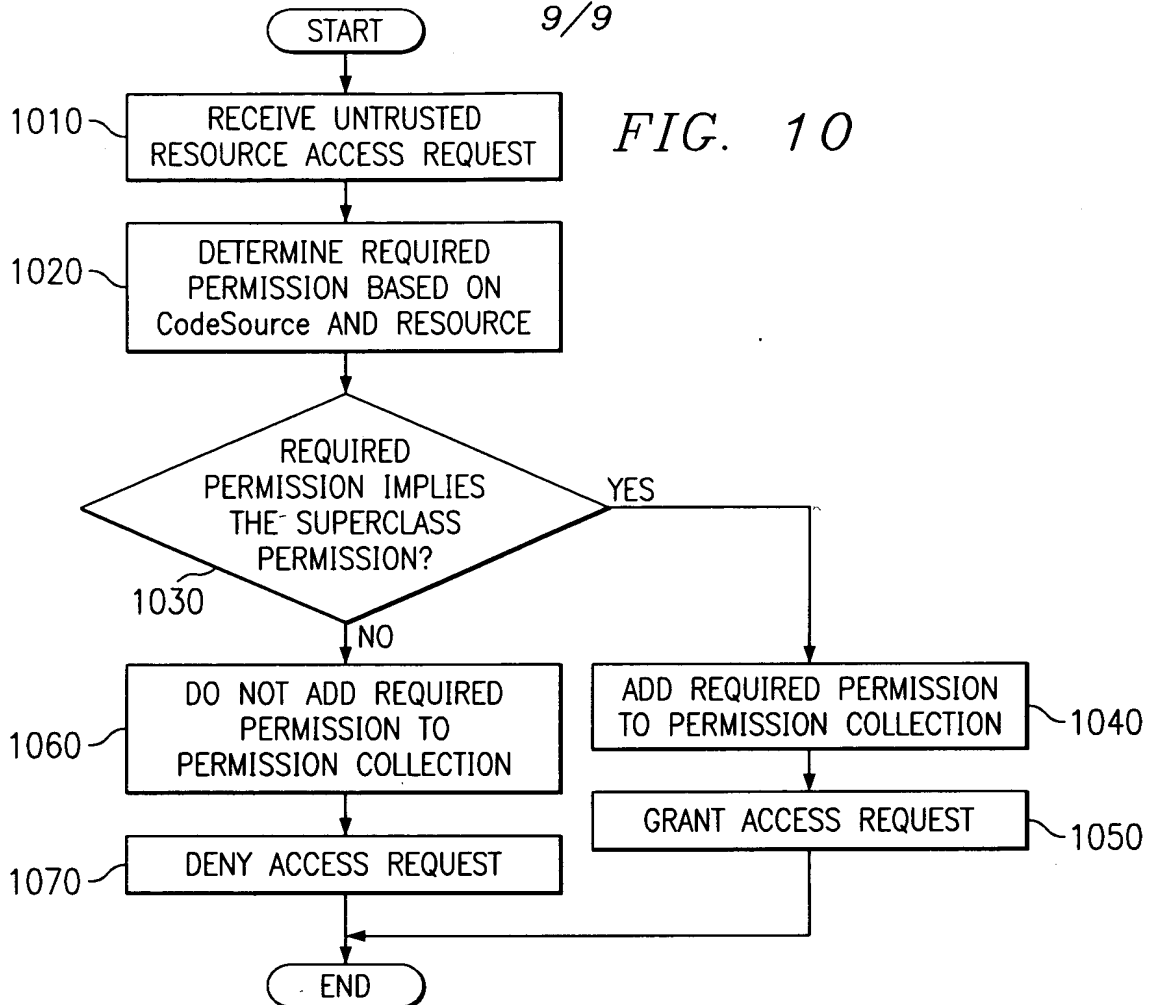 9/9
FIG. 10
START
1010
RECEIVE UNTRUSTED
RESOURCE ACCESS REQUEST
1020
DETERMINE REQUIRED
PERMISSION BASED ON
CodeSource AND RESOURCE
REQUIRED
PERMISSION IMPLIES
THE SUPERCLASS
PERMISSION?
1030
YES
NO
1060
DO NOT ADD REQUIRED
PERMISSION TO
PERMISSION COLLECTION
ADD REQUIRED PERMISSION
TO PERMISSION COLLECTION
1040
1070
DENY ACCESS REQUEST
GRANT ACCESS REQUEST
1050
END